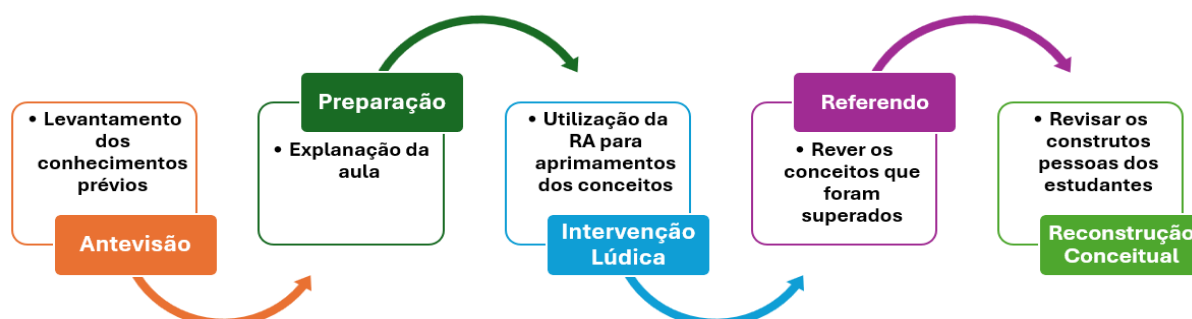 • Levantamento
dos
conhecimentos
prévios
Antevisão
Preparação
• Explanação da
aula
• Utilização da
RA para
aprimamentos
dos conceitos
Intervenção
Lúdica
Referendo
• Rever os
conceitos que
foram
superados
• Revisar os
construtos
pessoas dos
estudantes
Reconstrução
Conceitual